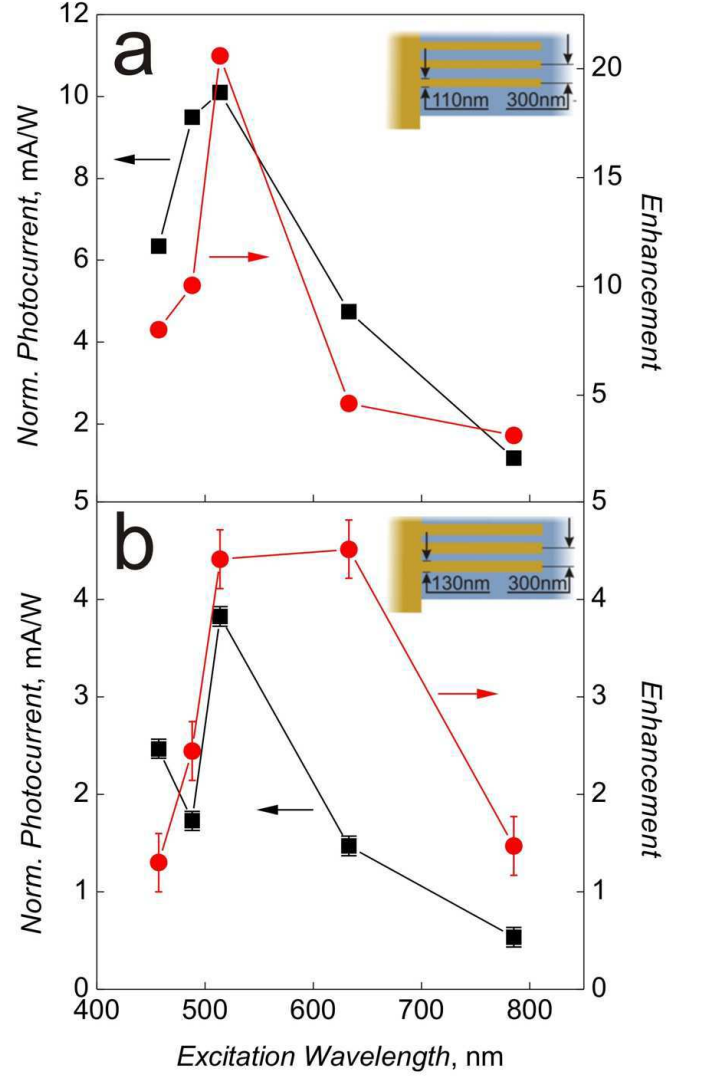 12
10
8
6
4
2
5
Norm. Photocurrent, mA/W
a
110nm 300nm
20
15
10
5
5
Enhancement
4
3
2
1
0
Norm. Photocurrent, mA/W
b
130nm 300nm
4
3
2
1
0
Enhancement
400 500 600 700 800
Excitation Wavelength, nm